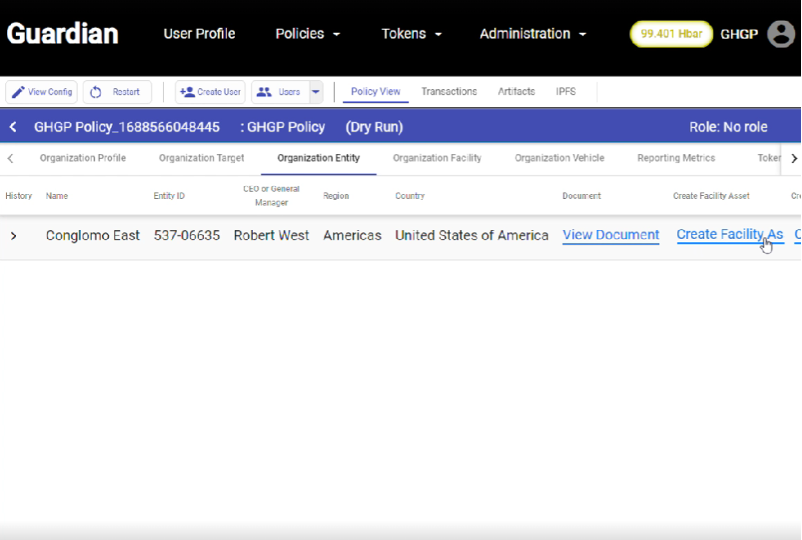 Guardian User Profile Policies Tokens Administration 99.401 Hbar GHGP
View Config Restart Create User Users Policy View Transactions Artifacts IPFS
GHGP Policy_1688566048445 : GHGP Policy (Dry Run) Role: No role
Organization Profile Organization Target Organization Entity Organization Facility Organization Vehicle Reporting Metrics Token
History Name Entity ID CEO or General Manager Region Country Document Create Facility Asset Cre
Conglomo East 537-06635 Robert West Americas United States of America View Document Create Facility As C